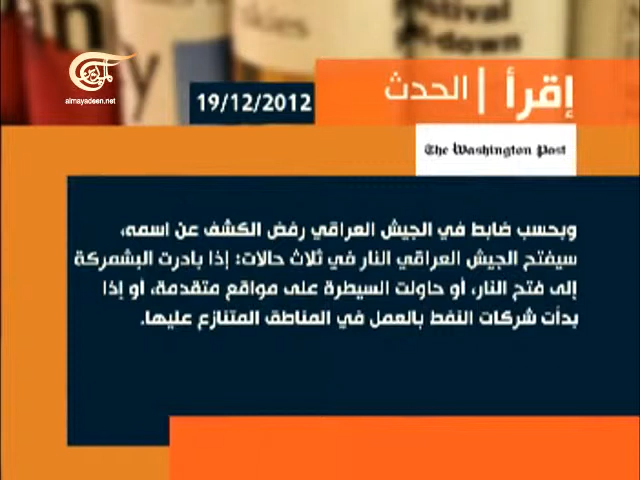 الميادين
almayadeen.net
19/12/2012
إقرأ | الحدث
The Washington Post
وبحسب ضابط في الجيش العراقي رفض الكشف عن اسمه،
سيفتح الجيش العراقي النار في ثلاث حالات: إذا بادرت البشمركة
إلى فتح النار، أو حاولت السيطرة على مواقع متقدمة، أو إذا
بدأت شركات النفط بالعمل في المناطق المتنازع عليها.